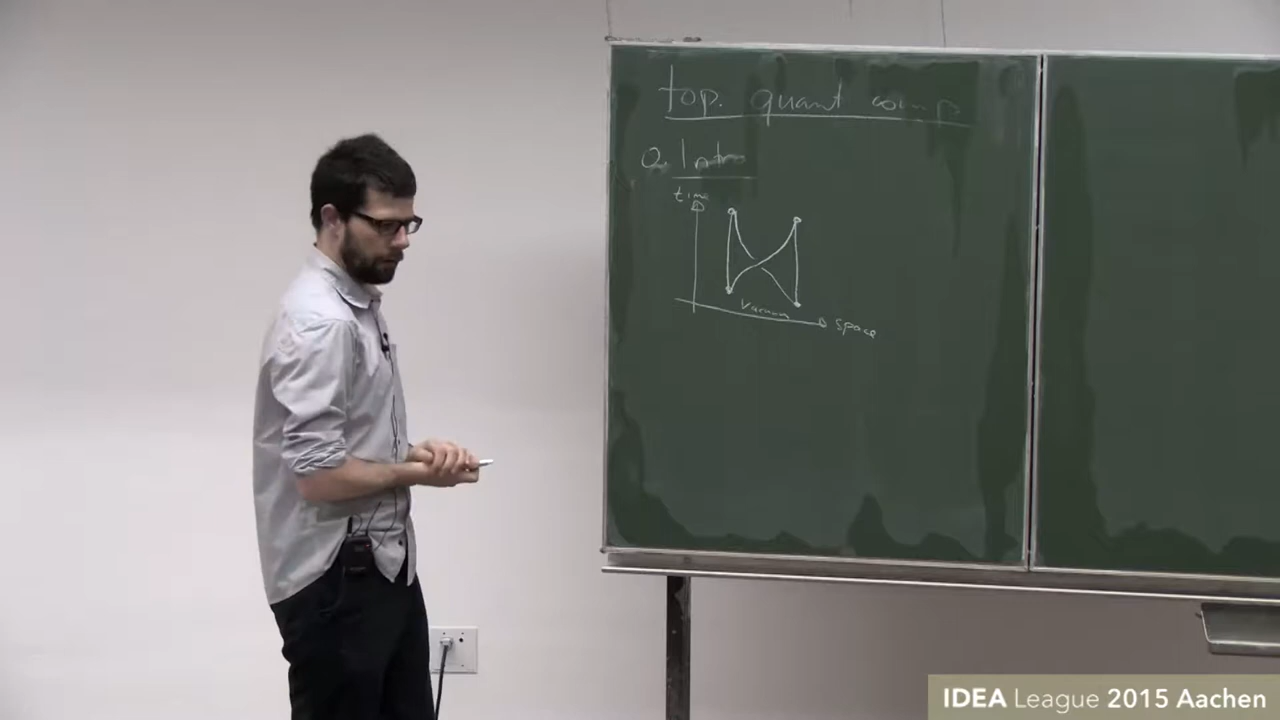 top. quant comp
0. Intro
time
vacuum
space
IDEA League 2015 Aachen